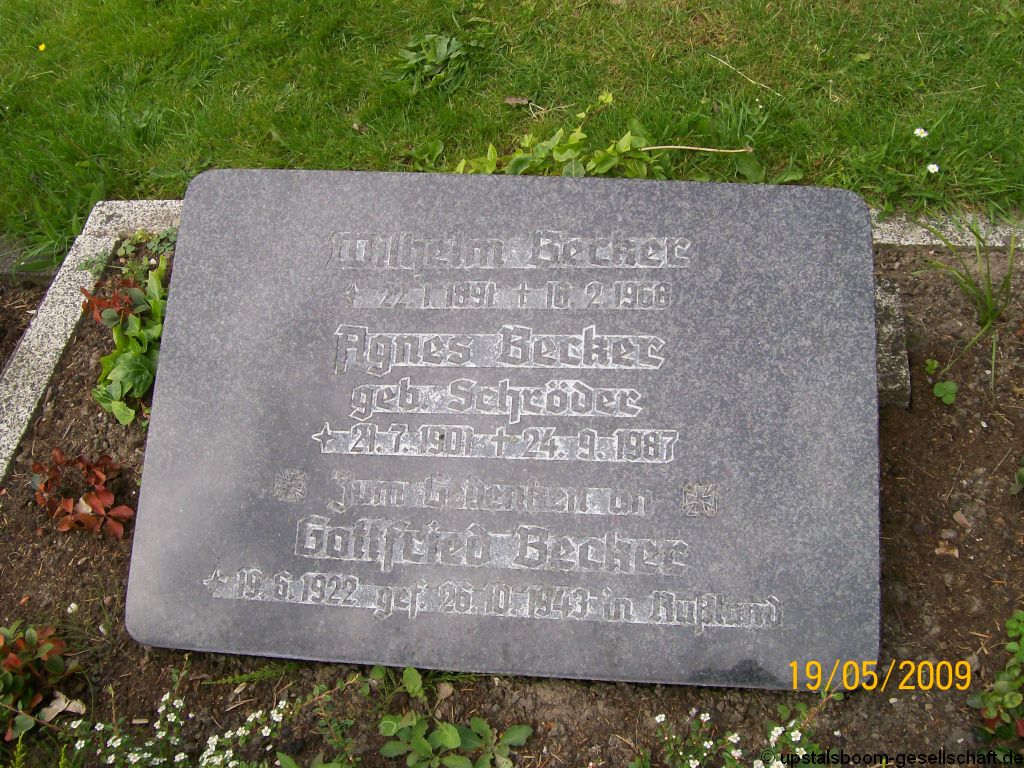 Wilhelm Becker
✶ 22. 1. 1891 ✝ 18. 2. 1968
Agnes Becker
geb. Schröder
✶ 21. 7. 1901 ✝ 24. 9. 1987
Zum Gedenken an
Gottfried Becker
✶ 19. 6. 1922 gef. 26. 10. 1943 in Rußland
19/05/2009
© upstalsboom-gesellschaft.de